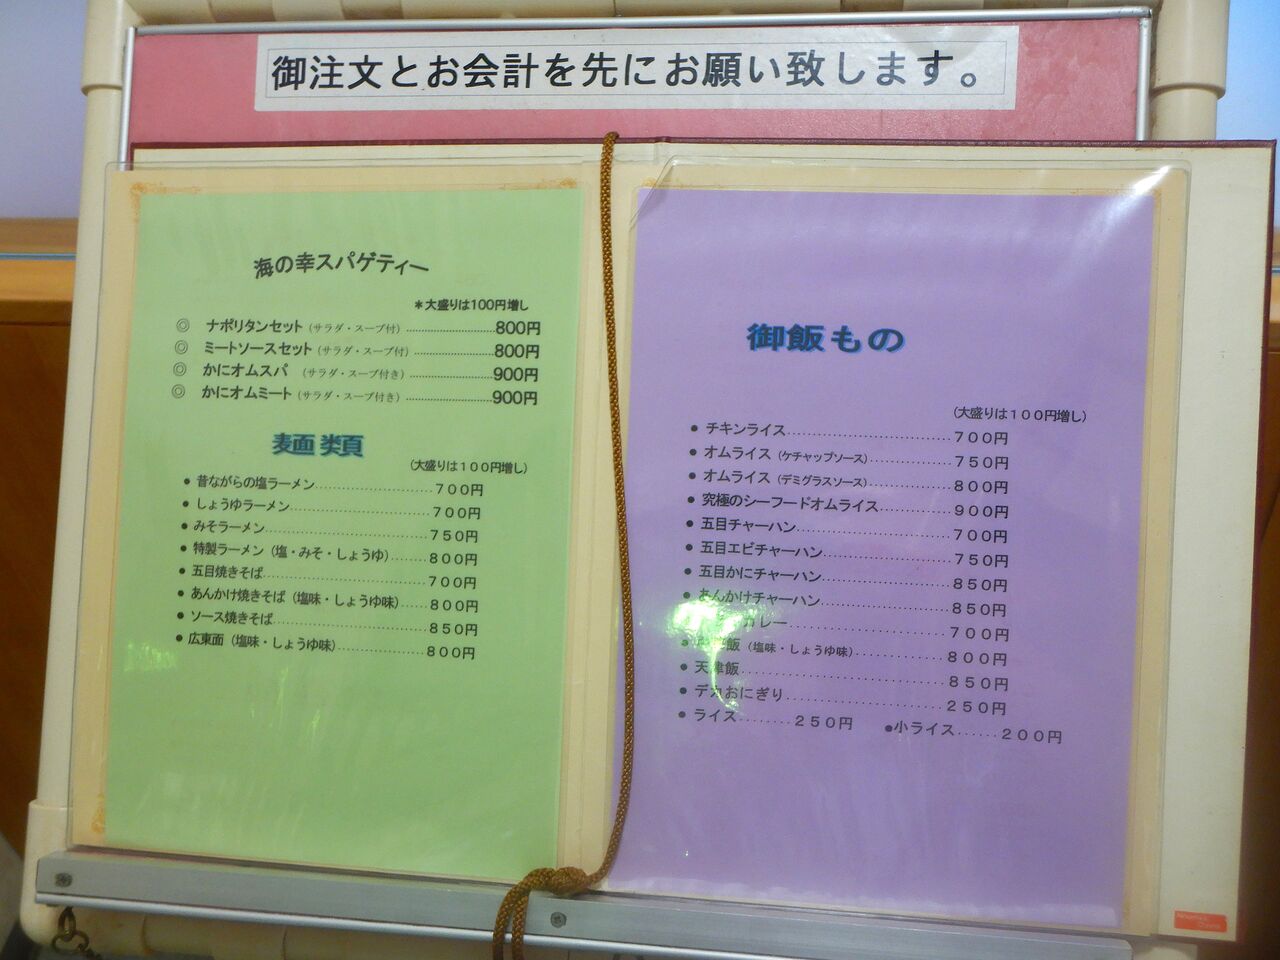 御注文とお会計を先にお願い致します。
海の幸スパゲティー
＊大盛りは100円増し
◎ ナポリタンセット（サラダ・スープ付）……………800円
◎ ミートソースセット（サラダ・スープ付）……………800円
◎ かにオムスパ （サラダ・スープ付き）……………900円
◎ かにオムミート（サラダ・スープ付き）……………900円
麺類
（大盛りは１００円増し）
● 昔ながらの塩ラーメン……………７００円
● しょうゆラーメン……………７００円
● みそラーメン……………７５０円
● 特製ラーメン（塩・みそ・しょうゆ）……８００円
● 五目焼きそば……………７００円
● あんかけ焼きそば（塩味・しょうゆ味）……８００円
● ソース焼きそば……………８５０円
● 広東面（塩味・しょうゆ味）……………８００円
御飯もの
（大盛りは１００円増し）
● チキンライス……………７００円
● オムライス（ケチャップソース）……………７５０円
● オムライス（デミグラスソース）……………８００円
● 究極のシーフードオムライス……………９００円
● 五目チャーハン……………７００円
● 五目エビチャーハン……………７５０円
● 五目かにチャーハン……………８５０円
● あんかけチャーハン……………８５０円
カレー……………７００円
● 飯（塩味・しょうゆ味）……………８００円
● 天津飯……………８５０円
● デカおにぎり……………２５０円
● ライス………２５０円 ●小ライス……２００円